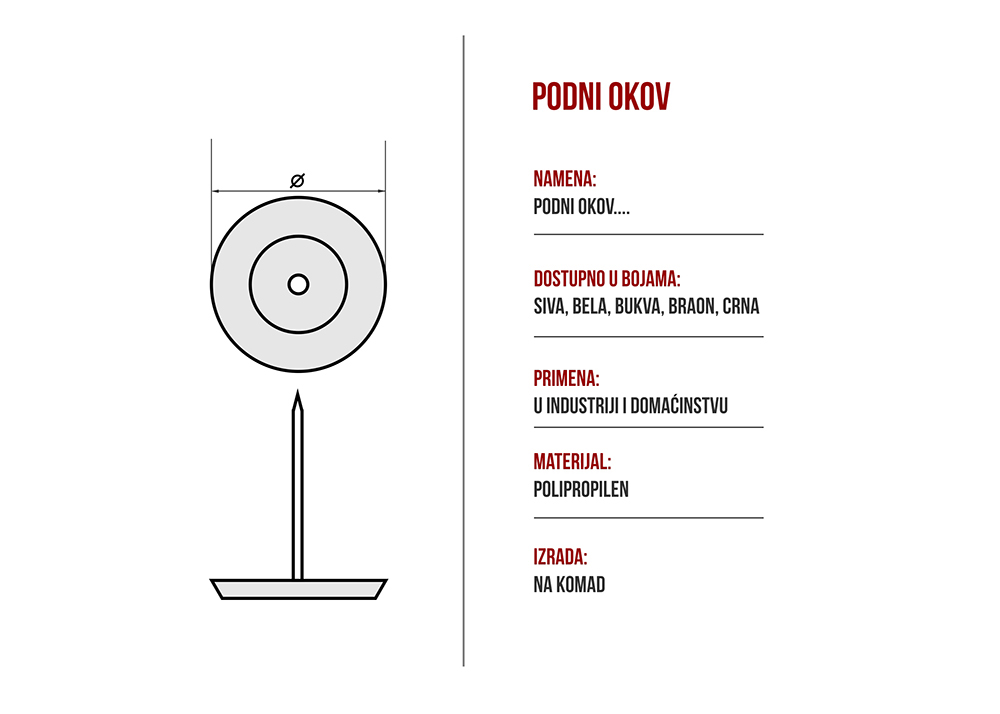 Ø
PODNI OKOV
NAMENA:
PODNI OKOV....
DOSTUPNO U BOJAMA:
SIVA, BELA, BUKVA, BRAON, CRNA
PRIMENA:
U INDUSTRIJI I DOMAĆINSTVU
MATERIJAL:
POLIPROPILEN
IZRADA:
NA KOMAD